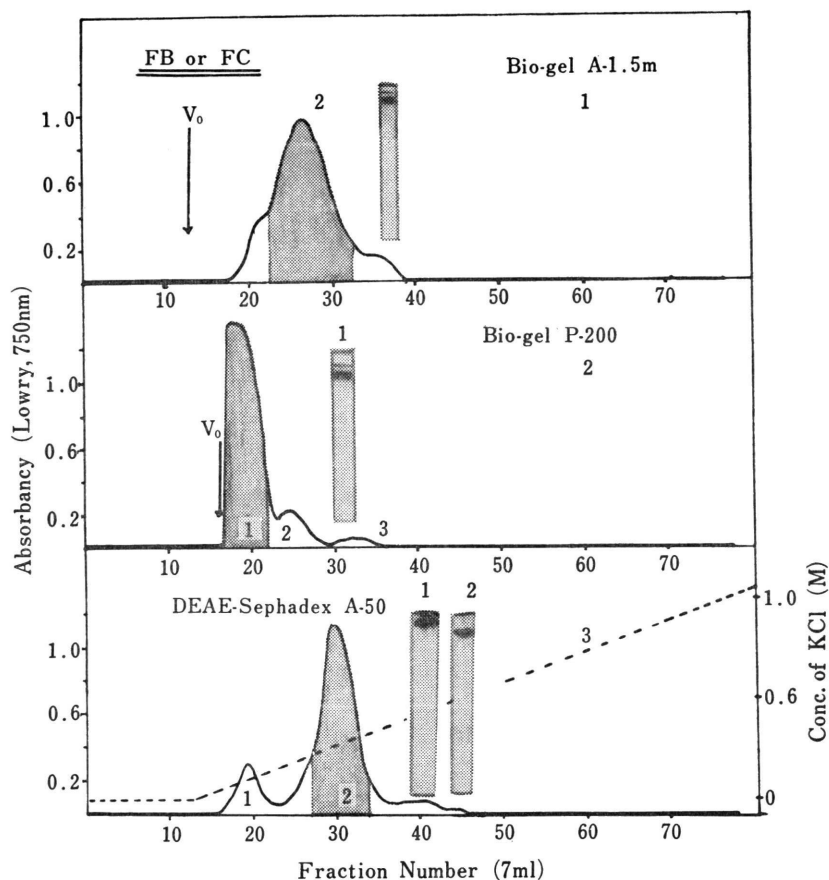 FB or FC
Bio-gel A-1.5m
1
2
V₀
1.0
0.6
0.2
10 20 30 40 50 60 70
1
Bio-gel P-200
2
V₀
1.0
0.6
0.2
1 2 3
10 20 30 40 50 60 70
DEAE-Sephadex A-50
1 2
3
1.0
0.6
0.2
1 2
1.0
0.6
0
10 20 30 40 50 60 70
Absorbancy (Lowry, 750nm)
Conc. of KCl (M)
Fraction Number (7ml)